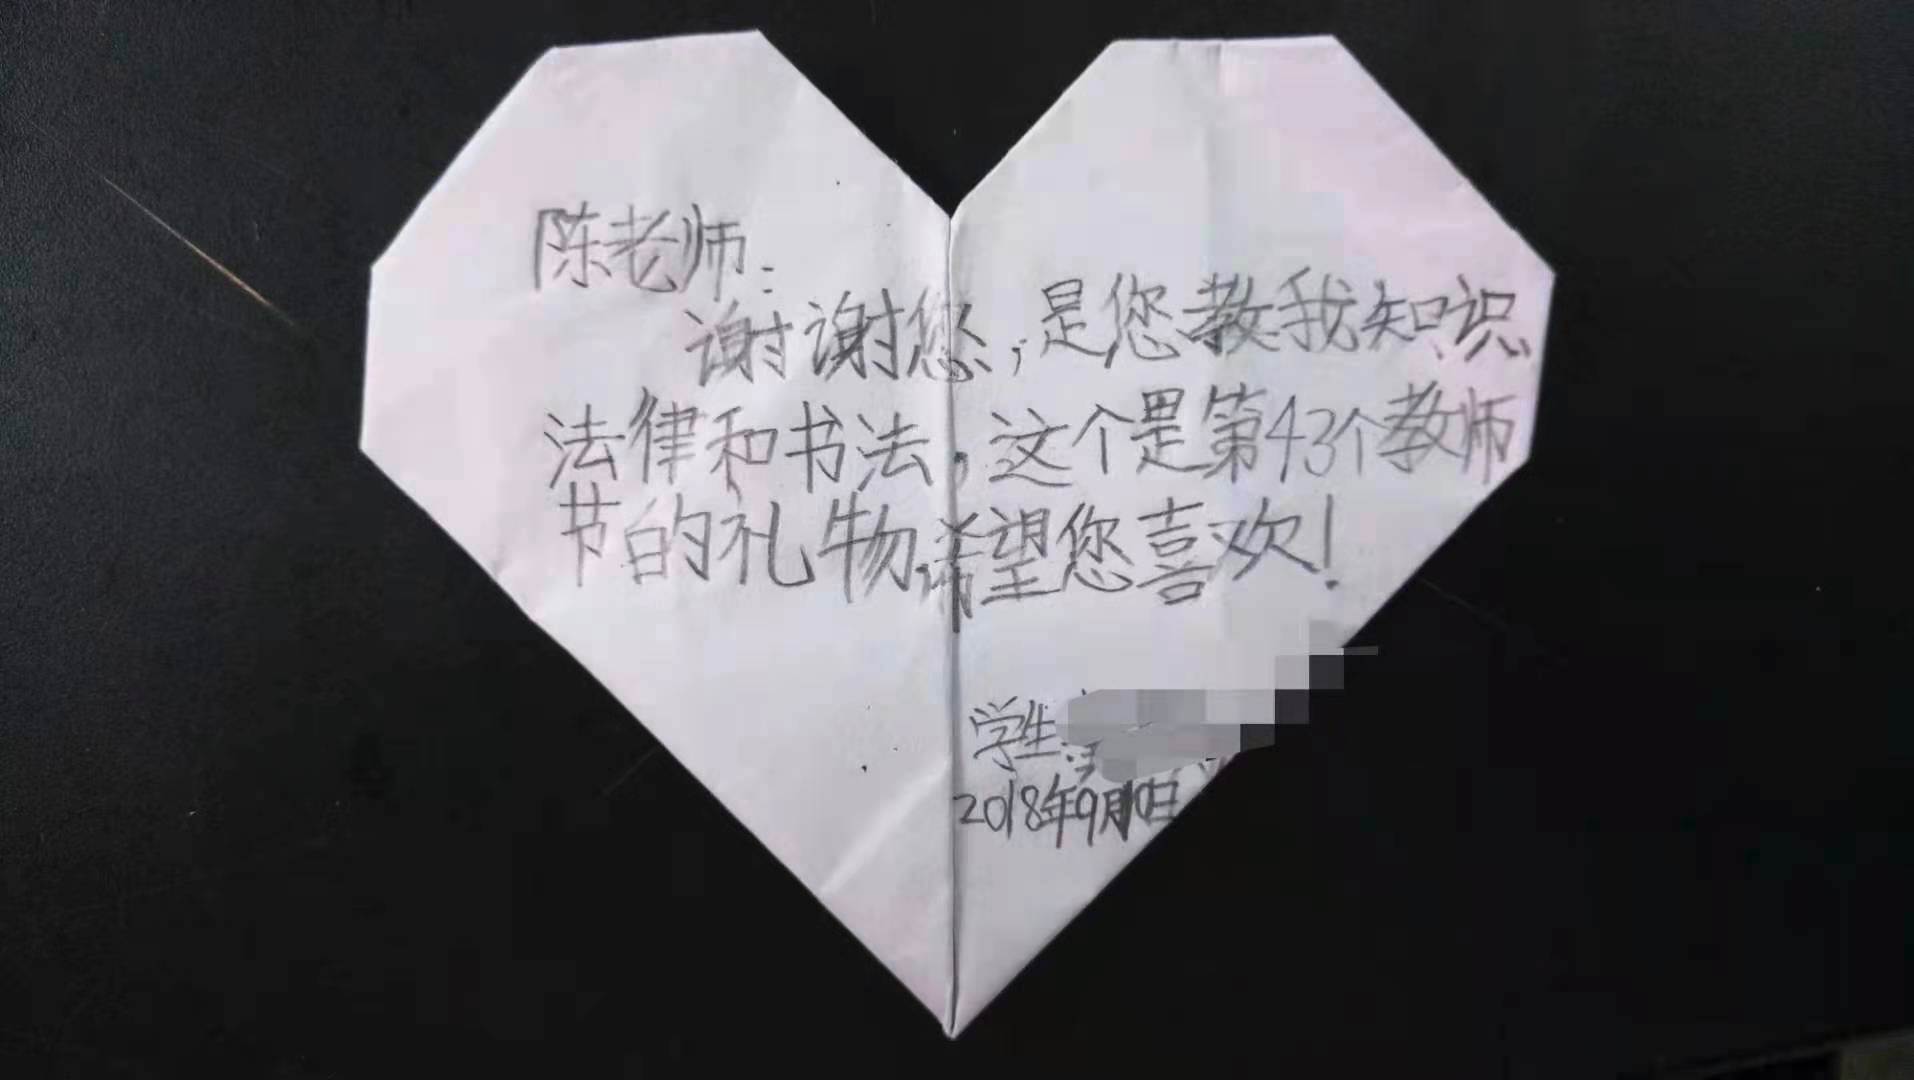 陈老师:
谢谢您,是您教我知识
法律和书法,这个是第43个教师
节的礼物希望您喜欢!
学生:
2018年9月10日